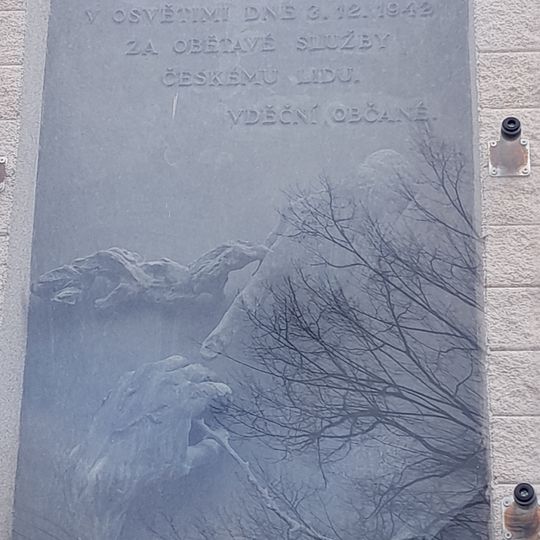 V OSVĚTIMI DNE 3.12.1942
ZA OBĚTAVÉ SLUŽBY
ČESKÉMU LIDU.
VDĚČNÍ OBČANÉ.